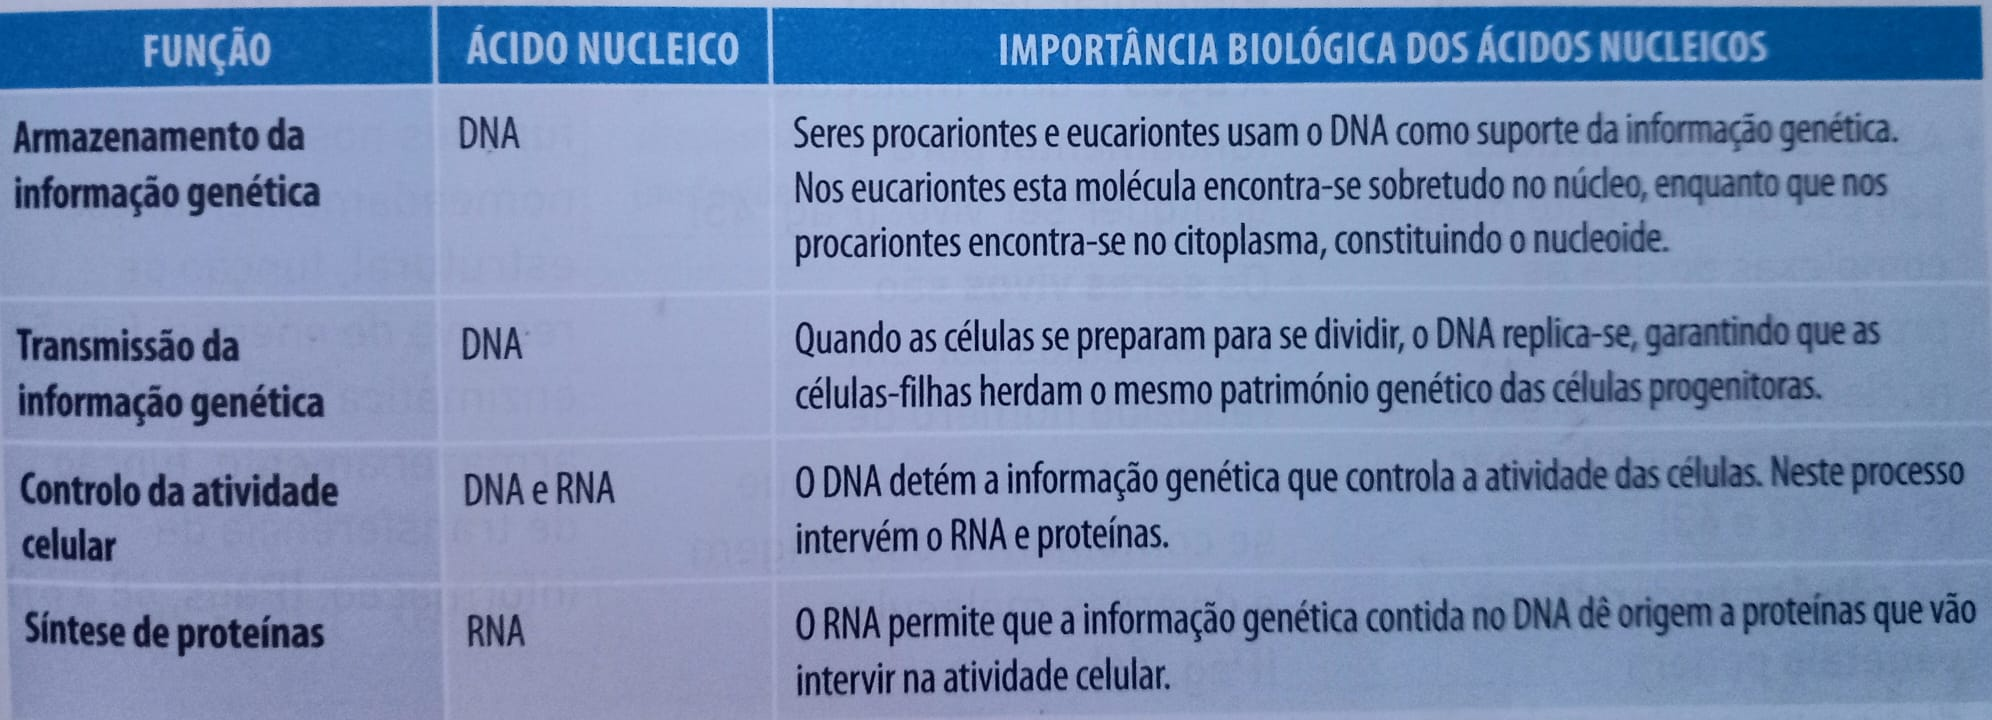 FUNÇÃO
ÁCIDO NUCLEICO
IMPORTÂNCIA BIOLÓGICA DOS ÁCIDOS NUCLEICOS
Armazenamento da
informação genética
DNA
Seres procariontes e eucariontes usam o DNA como suporte da informação genética.
Nos eucariontes esta molécula encontra-se sobretudo no núcleo, enquanto que nos
procariontes encontra-se no citoplasma, constituindo o nucleoide.
Transmissão da
informação genética
DNA
Quando as células se preparam para se dividir, o DNA replica-se, garantindo que as
células-filhas herdam o mesmo património genético das células progenitoras.
Controlo da atividade
celular
DNA e RNA
O DNA detém a informação genética que controla a atividade das células. Neste processo
intervém o RNA e proteínas.
Síntese de proteínas
RNA
O RNA permite que a informação genética contida no DNA dê origem a proteínas que vão
intervir na atividade celular.